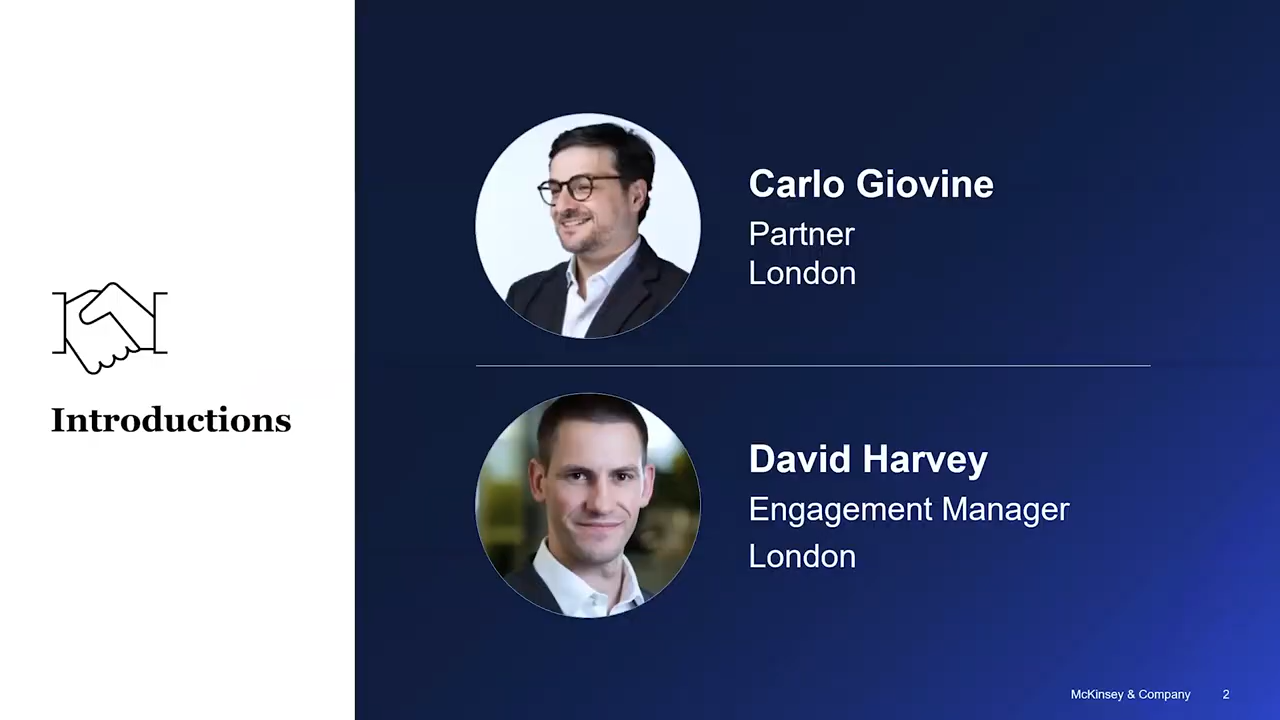 Introductions
Carlo Giovine
Partner
London
David Harvey
Engagement Manager
London
McKinsey & Company 2